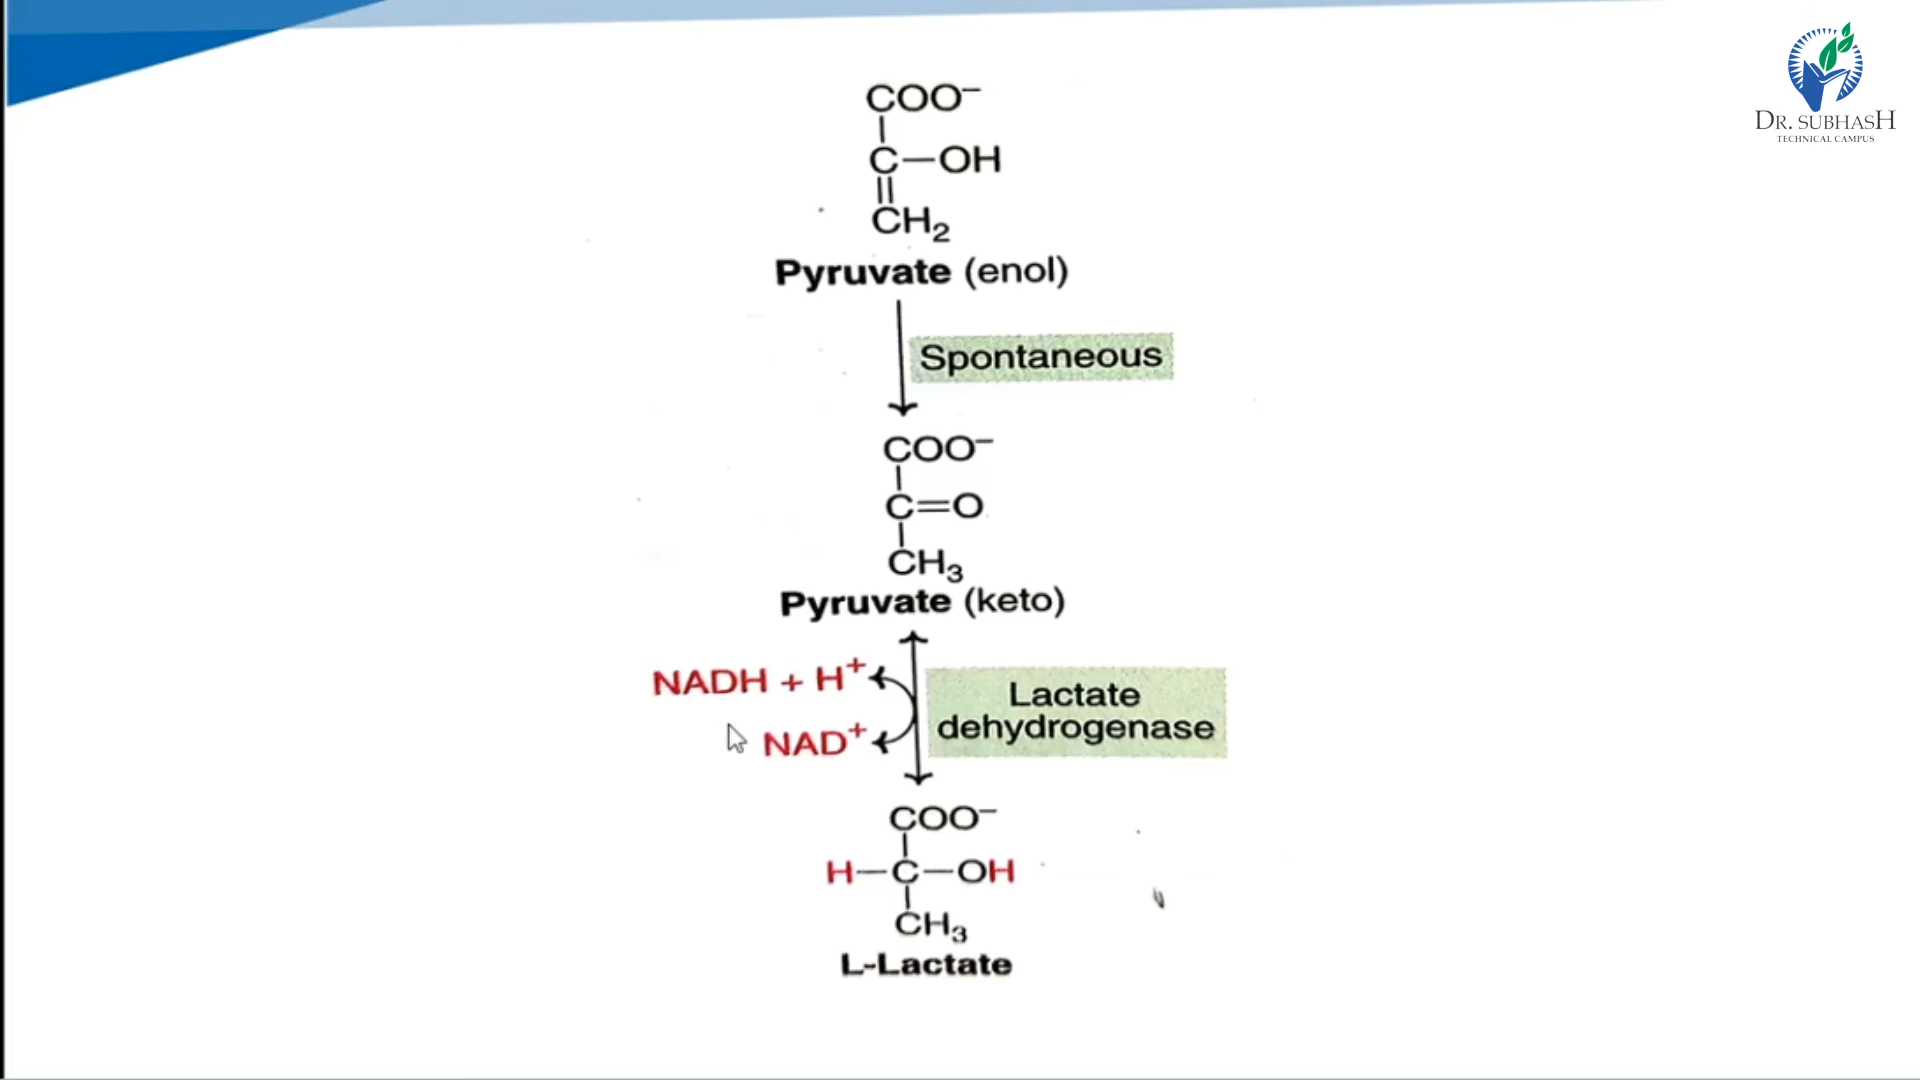 DR. SUBHASH
TECHNICAL CAMPUS
COO⁻
C—OH
CH₂
Pyruvate (enol)
Spontaneous
COO⁻
C=O
CH₃
Pyruvate (keto)
NADH + H⁺
NAD⁺
Lactate
dehydrogenase
COO⁻
H—C—OH
CH₃
L-Lactate